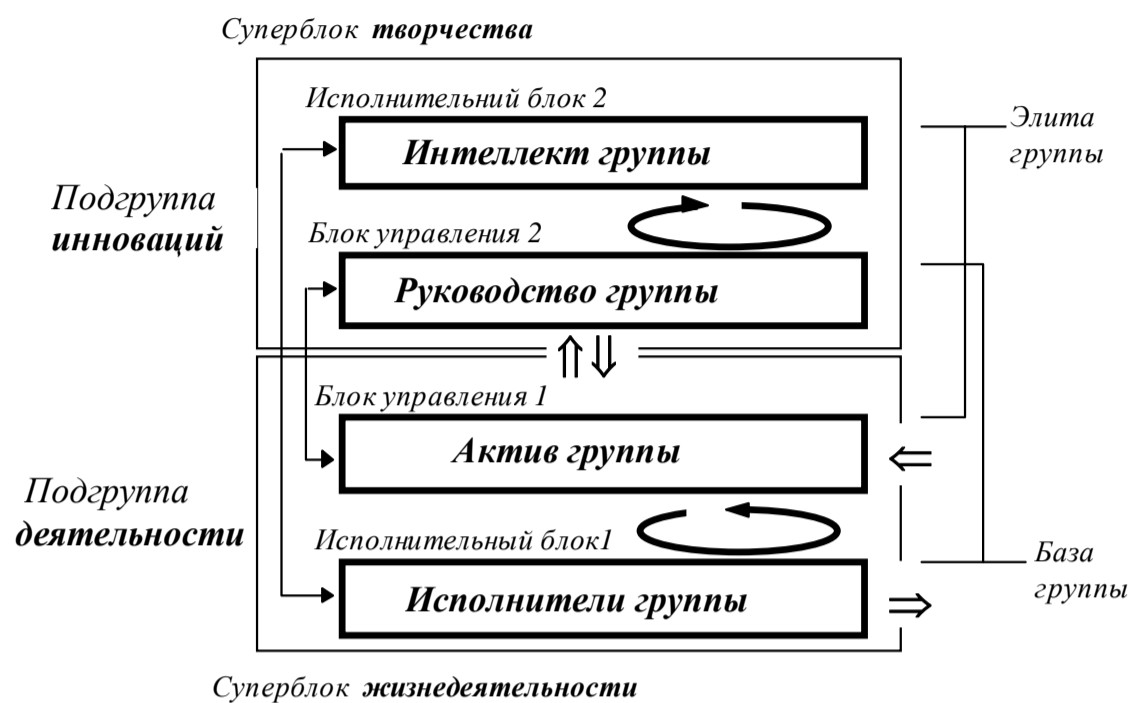 Суперблок творчества
Исполнительний блок 2
Элита
группы
Интеллект группы
Подгруппа
инноваций
Блок управления 2
Руководство группы
Блок управления 1
Актив группы
Подгруппа
деятельности
Исполнительный блок1
База
группы
Исполнители группы
Суперблок жизнедеятельности